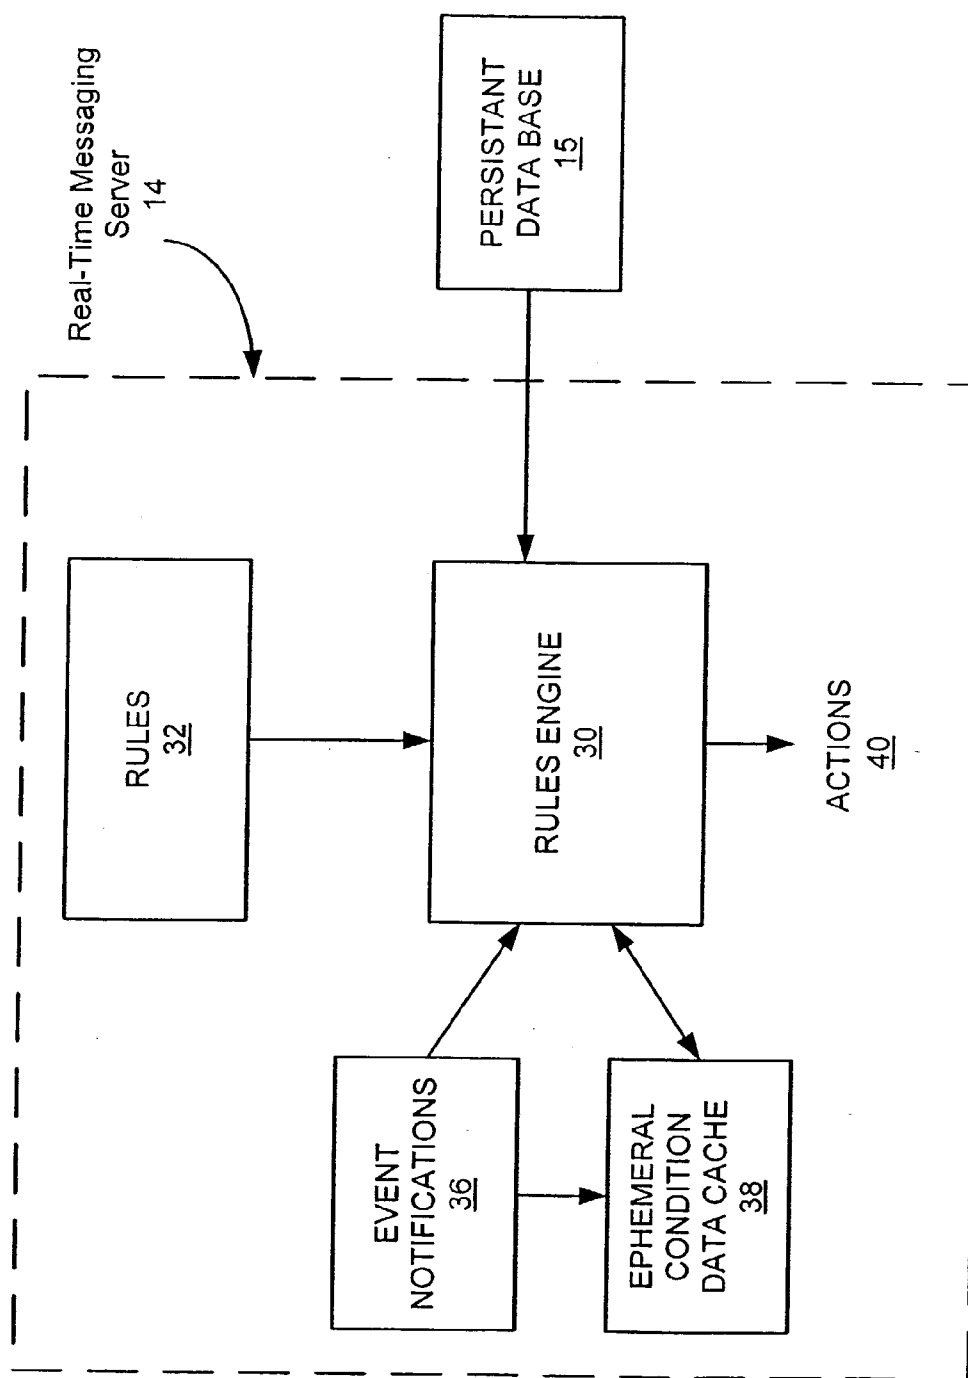 Real-Time Messaging
Server
14
RULES
32
PERSISTANT
DATA BASE
15
RULES ENGINE
30
EVENT
NOTIFICATIONS
36
EPHEMERAL
CONDITION
DATA CACHE
38
ACTIONS
40